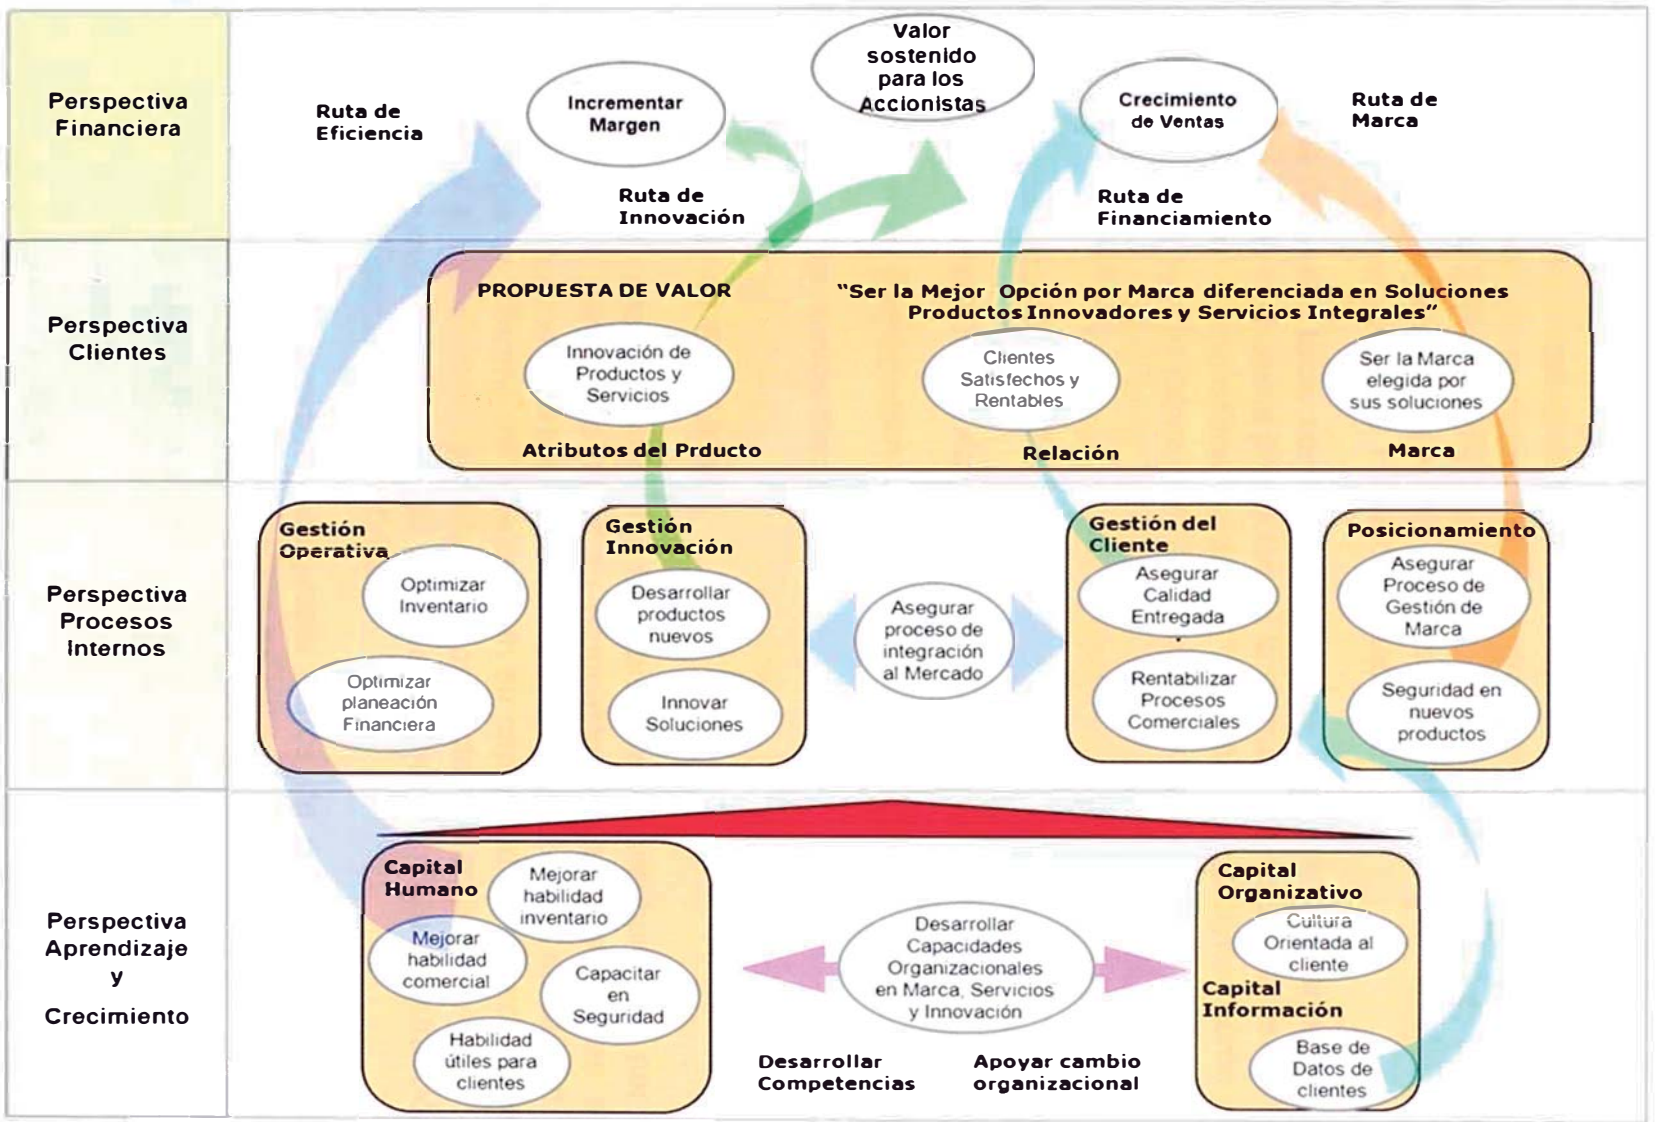 Perspectiva
Financiera
Ruta de
Eficiencia
Incrementar
Margen
Valor
sostenido
para los
Accionistas
Crecimiento
de Ventas
Ruta de
Marca
Ruta de
Innovación
Ruta de
Financiamiento
Perspectiva
Clientes
PROPUESTA DE VALOR
“Ser la Mejor Opción por Marca diferenciada en Soluciones
Productos Innovadores y Servicios Integrales”
Innovación de
Productos y
Servicios
Clientes
Satisfechos y
Rentables
Ser la Marca
elegida por
sus soluciones
Atributos del Prducto
Relación
Marca
Perspectiva
Procesos
Internos
Gestión
Operativa
Optimizar
Inventario
Optimizar
planeación
Financiera
Gestión
Innovación
Desarrollar
productos
nuevos
Innovar
Soluciones
Asegurar
proceso de
integración
al Mercado
Gestión del
Cliente
Asegurar
Calidad
Entregada
Rentabilizar
Procesos
Comerciales
Posicionamiento
Asegurar
Proceso de
Gestión de
Marca
Seguridad en
nuevos
productos
Perspectiva
Aprendizaje
y
Crecimiento
Capital
Humano
Mejorar
habilidad
inventario
Mejorar
habilidad
comercial
Capacitar
en
Seguridad
Habilidad
útiles para
clientes
Desarrollar
Capacidades
Organizacionales
en Marca, Servicios
y Innovación
Desarrollar
Competencias
Apoyar cambio
organizacional
Capital
Organizativo
Cultura
Orientada al
cliente
Capital
Información
Base de
Datos de
clientes